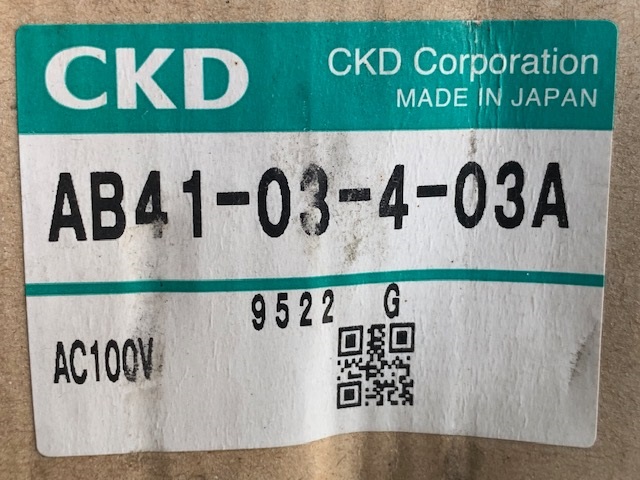 CKD
CKD Corporation
MADE IN JAPAN
AB41-03-4-03A
9522 G
AC100V